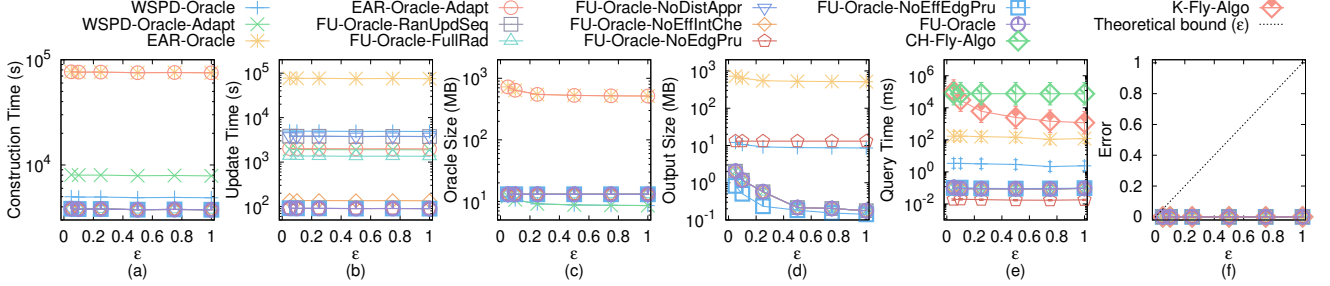 WSPD-Oracle EAR-Oracle-Adapt FU-Oracle-NoDistAppr FU-Oracle-NoEffEdgPru K-Fly-Algo
WSPD-Oracle-Adapt FU-Oracle-RanUpdSeq FU-Oracle-NoEffIntChe FU-Oracle Theoretical bound (ε)
EAR-Oracle FU-Oracle-FullRad FU-Oracle-NoEdgPru CH-Fly-Algo
Construction Time (s)
10^5
10^4
0 0.2 0.4 0.6 0.8 1
ε
(a)
Update Time (s)
10^5
10^4
10^3
10^2
0 0.2 0.4 0.6 0.8 1
ε
(b)
Oracle Size (MB)
10^3
10^2
10^1
0 0.2 0.4 0.6 0.8 1
ε
(c)
Output Size (MB)
10^3
10^2
10^1
10^0
10^-1
0 0.2 0.4 0.6 0.8 1
ε
(d)
Query Time (ms)
10^6
10^4
10^2
10^0
10^-2
0 0.2 0.4 0.6 0.8 1
ε
(e)
Error
1
0.8
0.6
0.4
0.2
0
0 0.2 0.4 0.6 0.8 1
ε
(f)